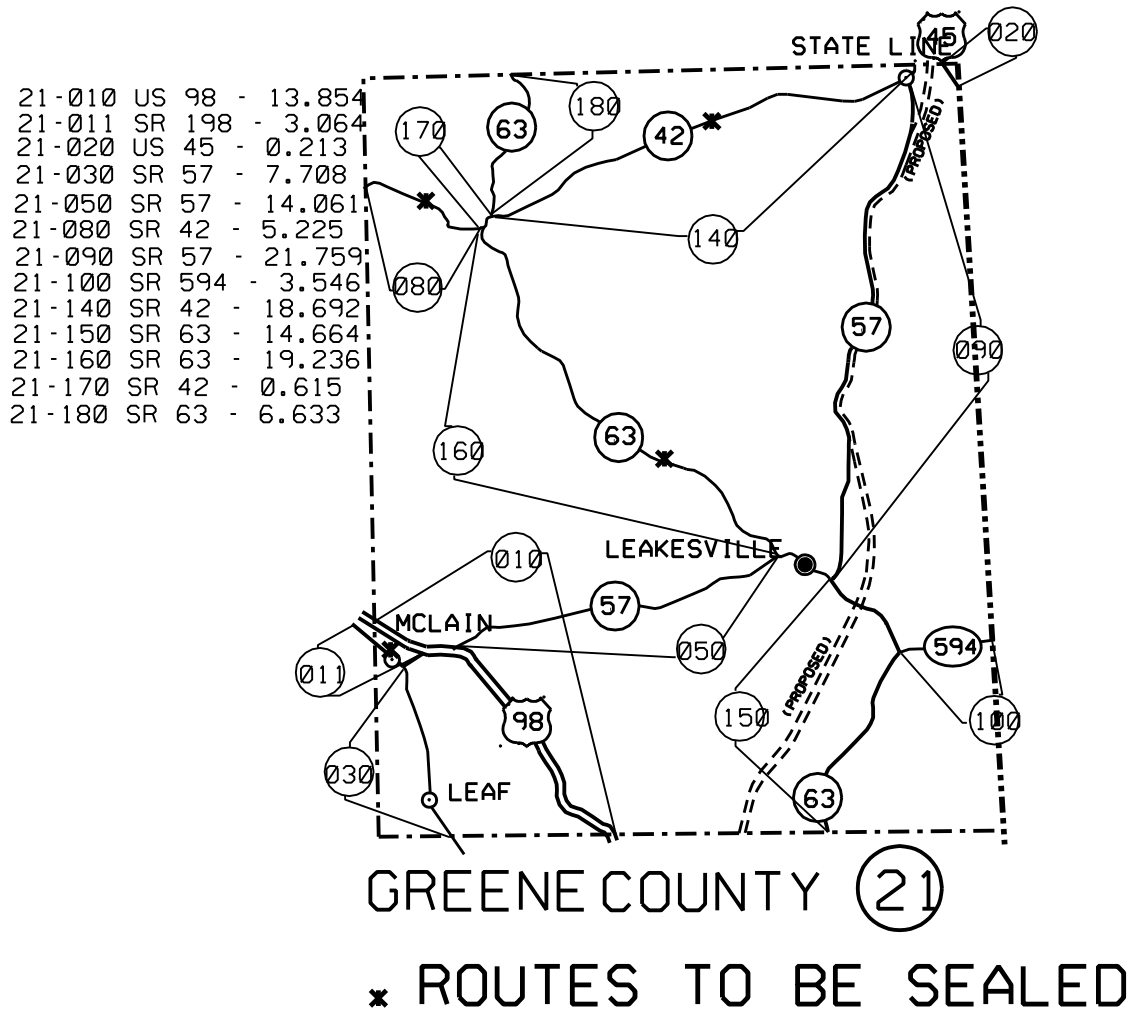 STATE LINE
45
020
21-010 US 98 - 13.854
21-011 SR 198 - 3.064
21-020 US 45 - 0.213
21-030 SR 57 - 7.708
21-050 SR 57 - 14.061
21-080 SR 42 - 5.225
21-090 SR 57 - 21.759
21-100 SR 594 - 3.546
21-140 SR 42 - 18.692
21-150 SR 63 - 14.664
21-160 SR 63 - 19.236
21-170 SR 42 - 0.615
21-180 SR 63 - 6.633
170
63
180
42
(PROPOSED)
140
080
57
090
63
160
LEAKESVILLE
010
57
MCLAIN
050
594
011
(PROPOSED)
98
150
100
030
LEAF
63
GREENE COUNTY 21
* ROUTES TO BE SEALED